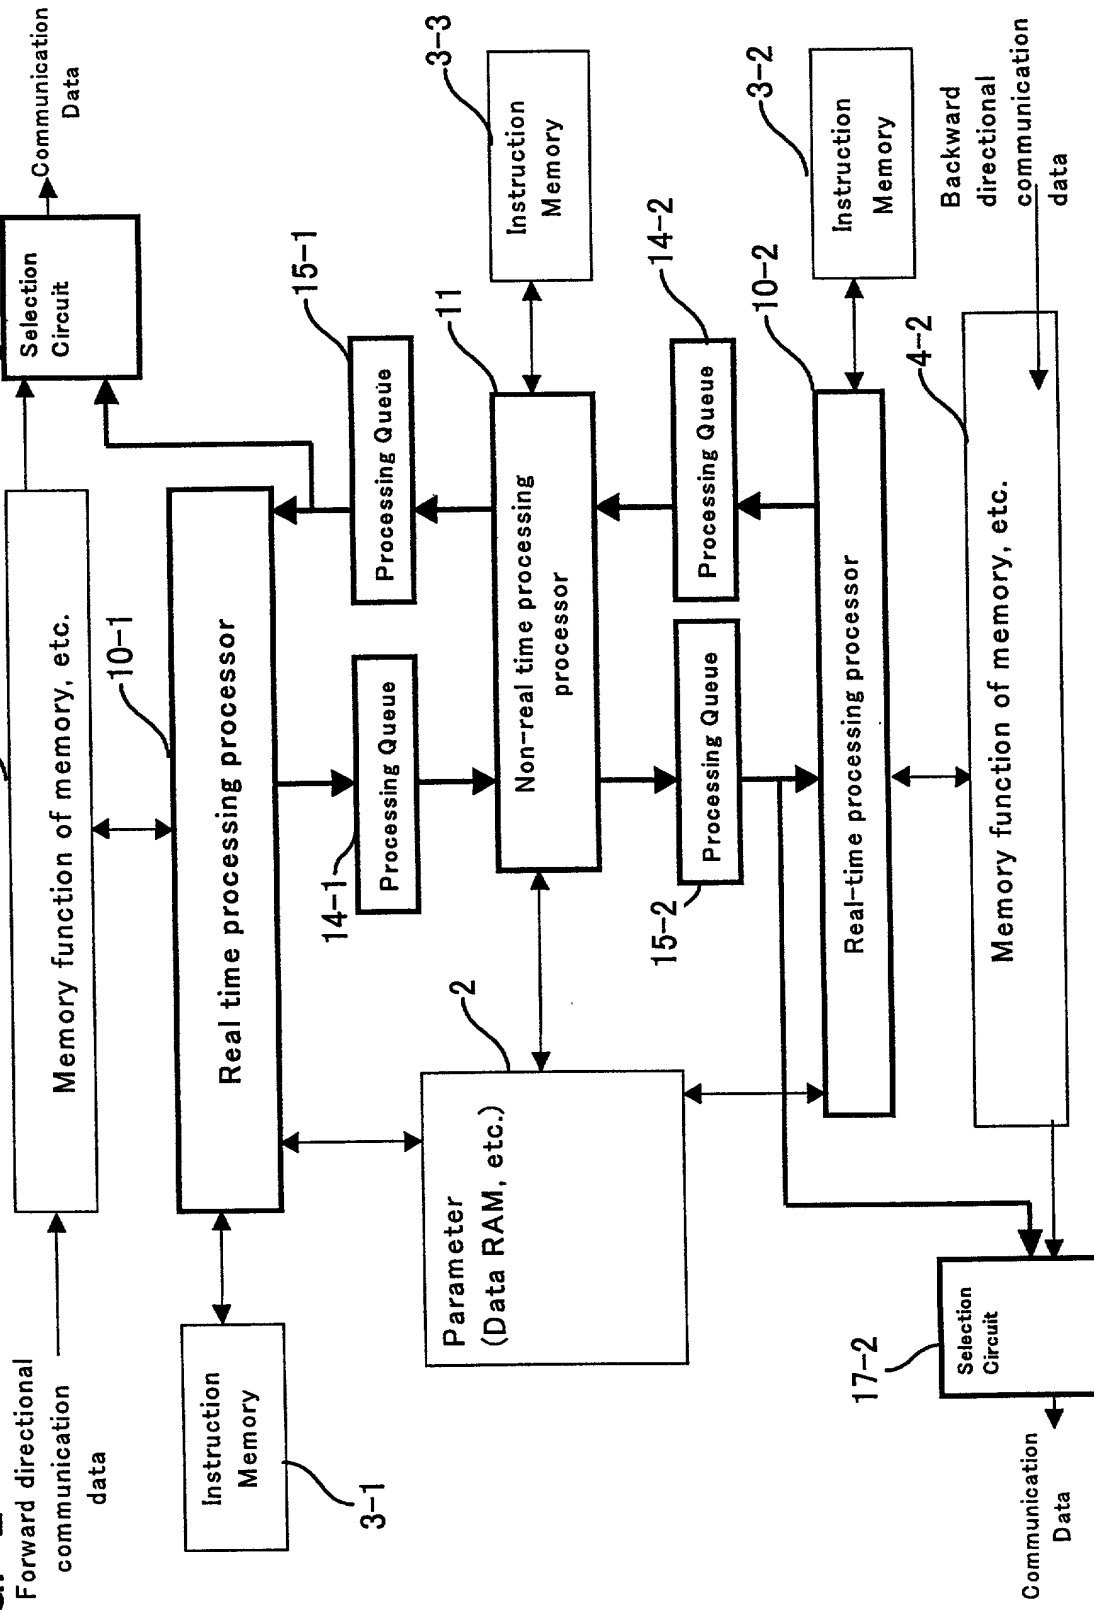 Forward directional
communication
data
Memory function of memory, etc.
Selection
Circuit
Communication
Data
10-1
Real time processing processor
Instruction
Memory
3-1
14-1
Processing Queue
15-1
Processing Queue
Parameter
(Data RAM, etc.)
2
11
Non-real time processing
processor
3-3
Instruction
Memory
15-2
Processing Queue
14-2
Processing Queue
10-2
Real-time processing processor
3-2
Instruction
Memory
4-2
Memory function of memory, etc.
Backward
directional
communication
data
17-2
Selection
Circuit
Communication
Data